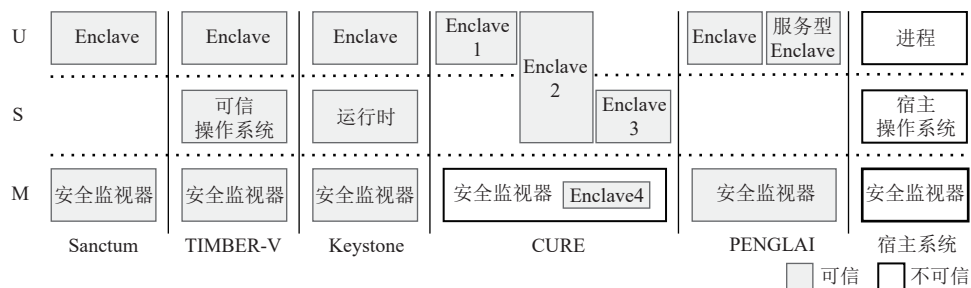 U
Enclave
Enclave
Enclave
Enclave
1
Enclave
2
Enclave
服务型
Enclave
进程
S
可信
操作系统
运行时
Enclave
3
宿主
操作系统
M
安全监视器
安全监视器
安全监视器
安全监视器
Enclave4
安全监视器
安全监视器
Sanctum
TIMBER-V
Keystone
CURE
PENGLAI
宿主系统
可信
不可信